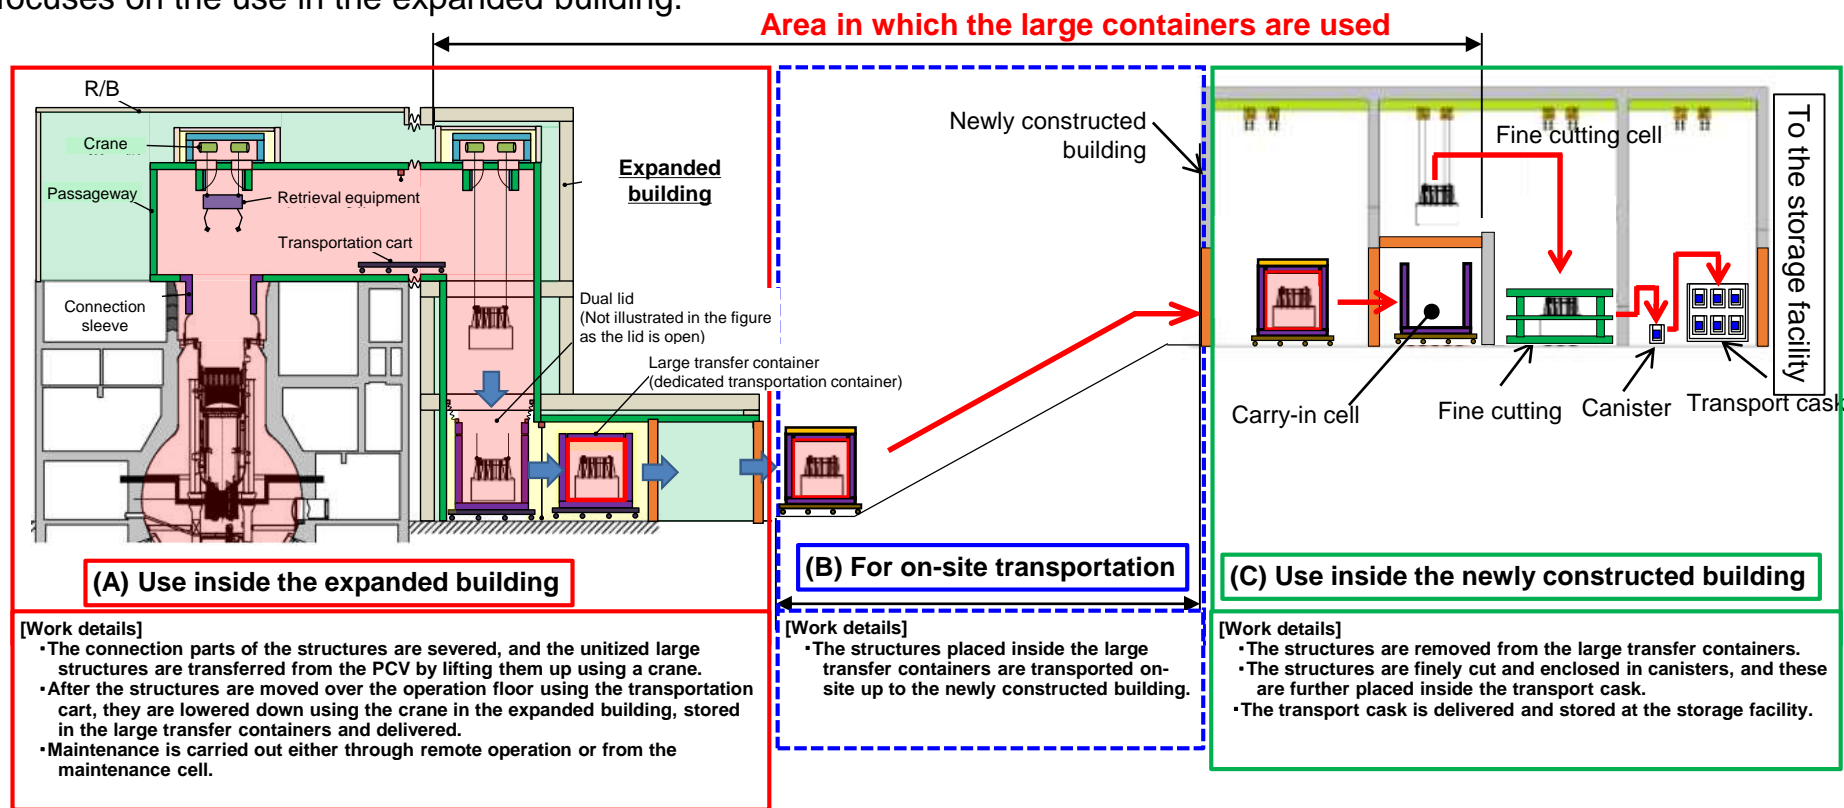 focuses on the use in the expanded building.
Area in which the large containers are used
R/B
Crane
Passageway
Retrieval equipment
Transportation cart
Connection
sleeve
Expanded
building
Dual lid
(Not illustrated in the figure
as the lid is open)
Large transfer container
(dedicated transportation container)
(A) Use inside the expanded building
[Work details]
・The connection parts of the structures are severed, and the unitized large
structures are transferred from the PCV by lifting them up using a crane.
・After the structures are moved over the operation floor using the transportation
cart, they are lowered down using the crane in the expanded building, stored
in the large transfer containers and delivered.
・Maintenance is carried out either through remote operation or from the
maintenance cell.
Newly constructed
building
(B) For on-site transportation
[Work details]
・The structures placed inside the large
transfer containers are transported on-
site up to the newly constructed building.
Fine cutting cell
To the storage facility
Carry-in cell
Fine cutting
Canister
Transport cask
(C) Use inside the newly constructed building
[Work details]
・The structures are removed from the large transfer containers.
・The structures are finely cut and enclosed in canisters, and these
are further placed inside the transport cask.
・The transport cask is delivered and stored at the storage facility.